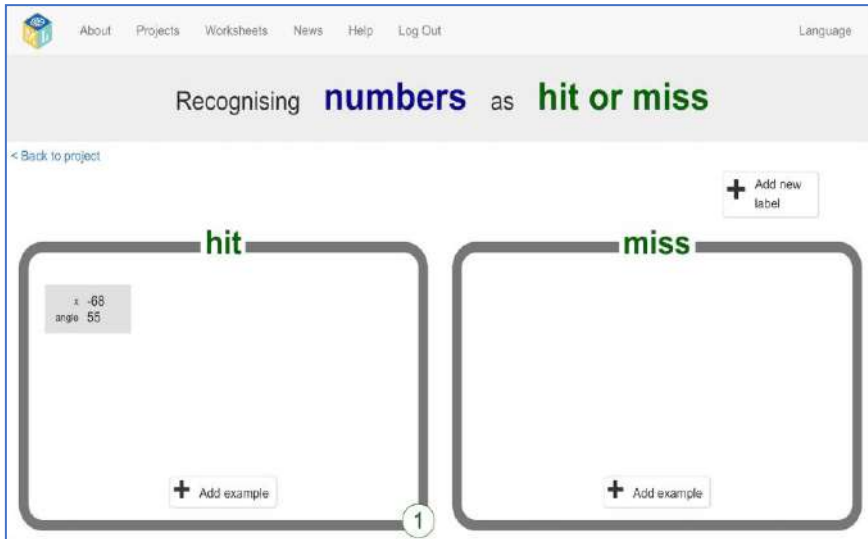 About Projects Worksheets News Help Log Out Language
Recognising numbers as hit or miss
< Back to project
+ Add new
label
hit
miss
x -68
angle 55
+ Add example
+ Add example
1